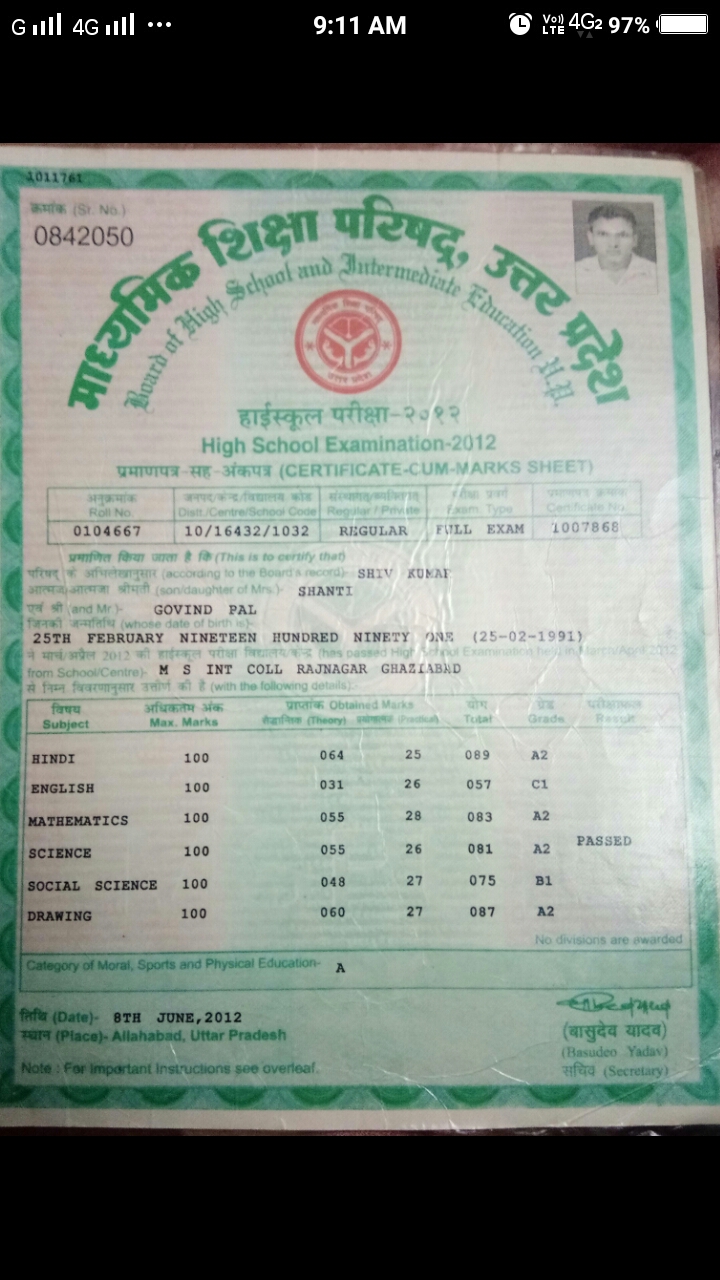 G 4G ... 9:11 AM Vo)) LTE 4G2 97%
1011761
क्रमांक (Sr. No.)
0842050
माध्यमिक शिक्षा परिषद्, उत्तर प्रदेश
Board of High School and Intermediate Education U.P.
उत्तर प्रदेश
हाईस्कूल परीक्षा-२०१२
High School Examination-2012
प्रमाणपत्र-सह-अंकपत्र (CERTIFICATE-CUM-MARKS SHEET)
अनुक्रमांक जनपद/केन्द्र/विद्यालय कोड संस्थागत/व्यक्तिगत परीक्षा प्रवर्ग प्रमाणपत्र क्रमांक
Roll No. Distt./Centre/School Code Regular / Private Exam. Type Certificate No.
0104667 10/16432/1032 REGULAR FULL EXAM 1007868
प्रमाणित किया जाता है कि (This is to certify that)
परिषद् के अभिलेखानुसार (according to the Board's record)- SHIV KUMAR
आत्मज/आत्मजा श्रीमती (son/daughter of Mrs.)- SHANTI
एवं श्री (and Mr.)- GOVIND PAL
जिनकी जन्मतिथि (whose date of birth is)-
25TH FEBRUARY NINETEEN HUNDRED NINETY ONE (25-02-1991)
ने मार्च/अप्रैल 2012 की हाईस्कूल परीक्षा विद्यालय/केन्द्र (has passed High School Examination held in March/April 2012
from School/Centre)- M S INT COLL RAJNAGAR GHAZIABAD
से निम्न विवरणानुसार उत्तीर्ण की है (with the following details):-
विषय अधिकतम अंक प्राप्तांक Obtained Marks योग ग्रेड परीक्षाफल
Subject Max. Marks सैद्धान्तिक (Theory) प्रयोगात्मक (Practical) Total Grade Result
HINDI 100 064 25 089 A2
ENGLISH 100 031 26 057 C1
MATHEMATICS 100 055 28 083 A2
SCIENCE 100 055 26 081 A2 PASSED
SOCIAL SCIENCE 100 048 27 075 B1
DRAWING 100 060 27 087 A2
No divisions are awarded
Category of Moral, Sports and Physical Education- A
तिथि (Date)- 8TH JUNE,2012
स्थान (Place)- Allahabad, Uttar Pradesh
(बासुदेव यादव)
(Basudeo Yadav)
सचिव (Secretary)
Note : For Important Instructions see overleaf.